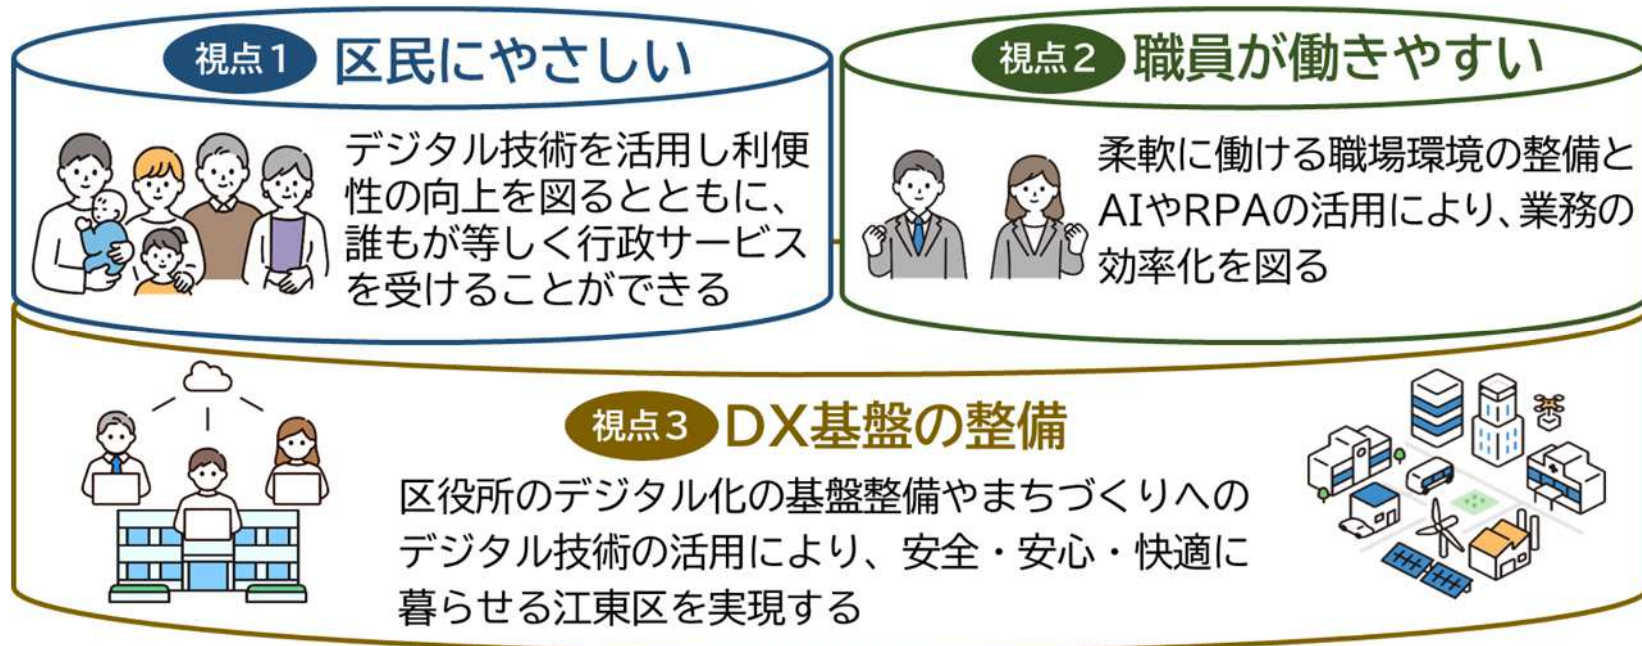 視点1 区民にやさしい
デジタル技術を活用し利便
性の向上を図るとともに、
誰もが等しく行政サービス
を受けることができる
視点2 職員が働きやすい
柔軟に働ける職場環境の整備と
AIやRPAの活用により、業務の
効率化を図る
視点3 DX基盤の整備
区役所のデジタル化の基盤整備やまちづくりへの
デジタル技術の活用により、安全・安心・快適に
暮らせる江東区を実現する